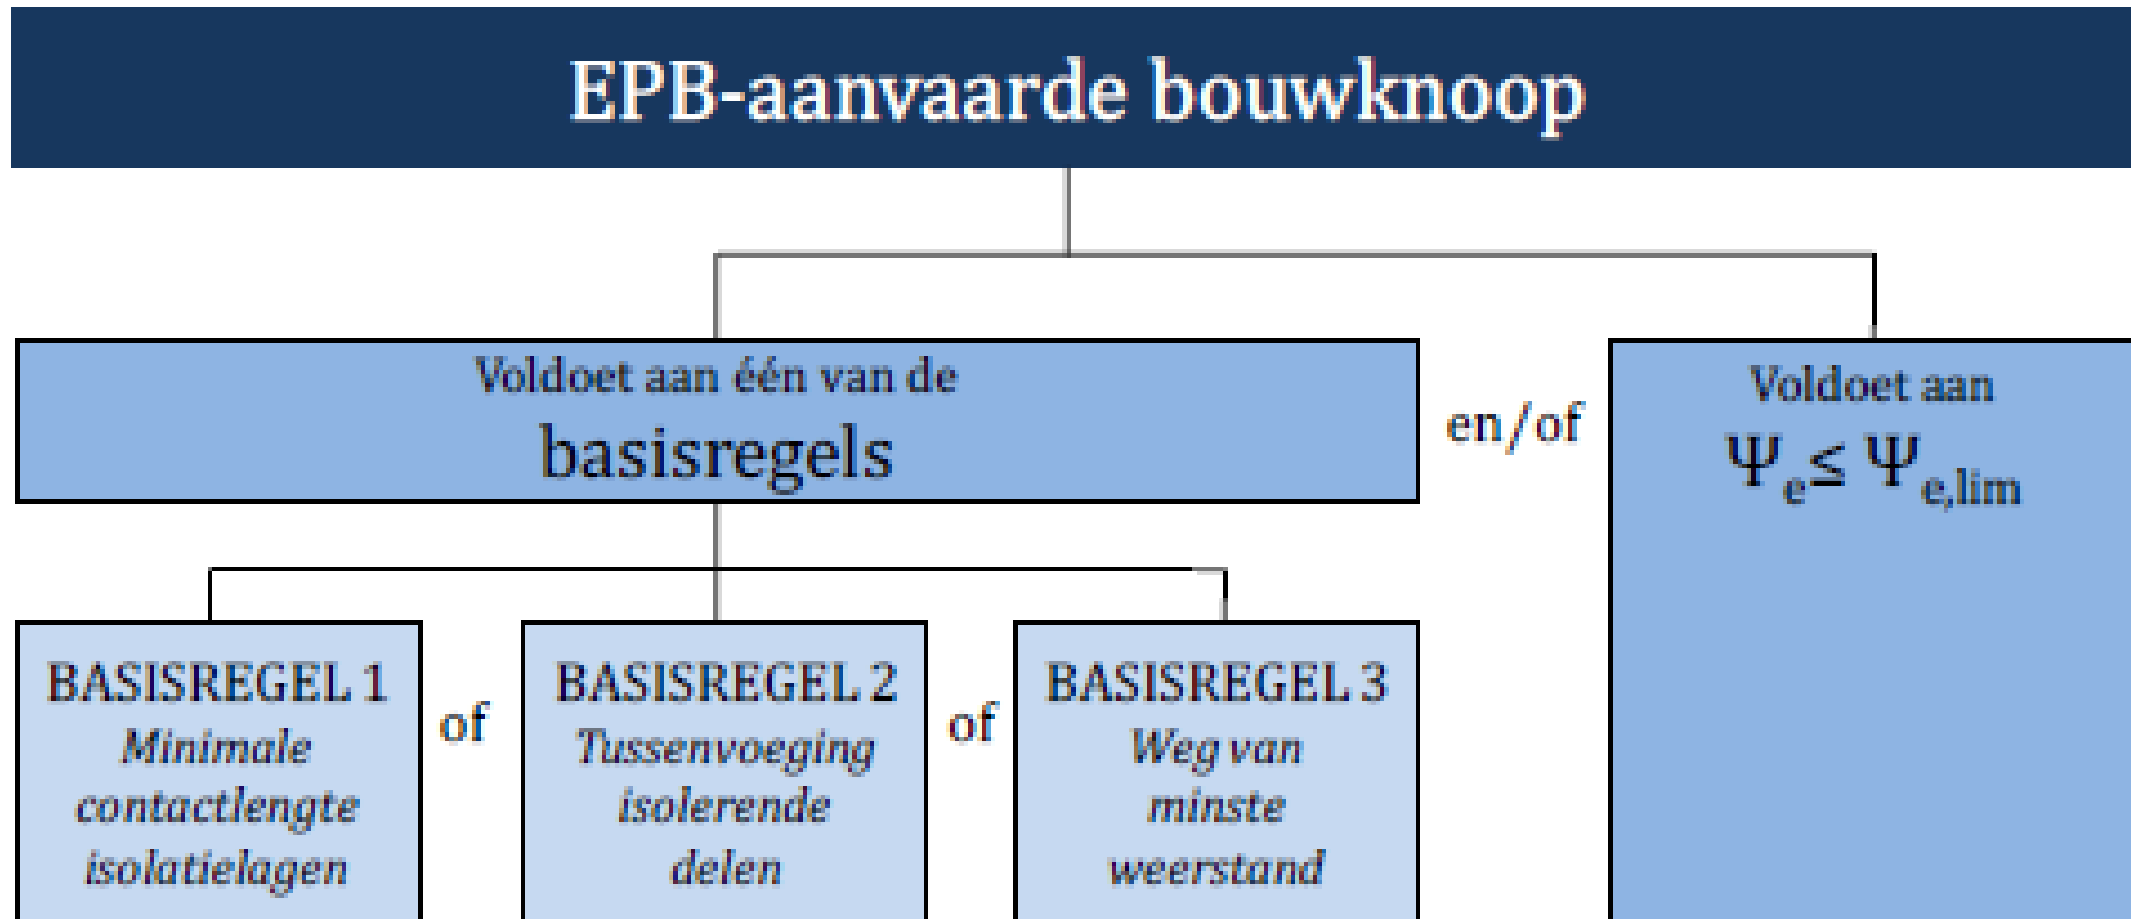 EPB-aanvaarde bouwknoop
Voldoet aan één van de
basisregels
en/of
Voldoet aan
Ψe≤ Ψe,lim
BASISREGEL 1
Minimale
contactlengte
isolatielagen
of
BASISREGEL 2
Tussenvoeging
isolerende
delen
of
BASISREGEL 3
Weg van
minste
weerstand